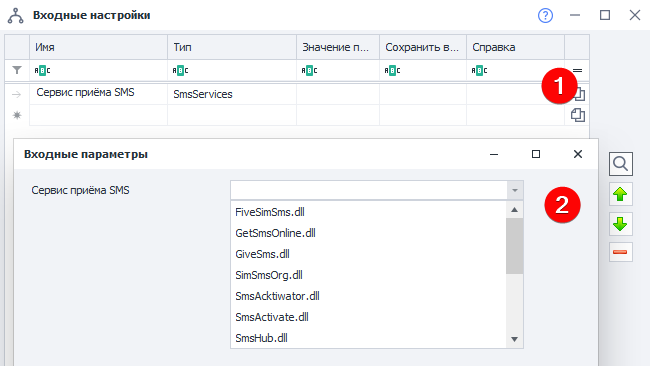 Входные настройки
Имя Тип Значение п... Сохранить в... Справка
ABC ABC ABC ABC ABC =
Сервис приёма SMS SmsServices 1
Входные параметры
Сервис приёма SMS 2
FiveSimSms.dll
GetSmsOnline.dll
GiveSms.dll
SimSmsOrg.dll
SmsAcktiwator.dll
SmsActivate.dll
SmsHub.dll